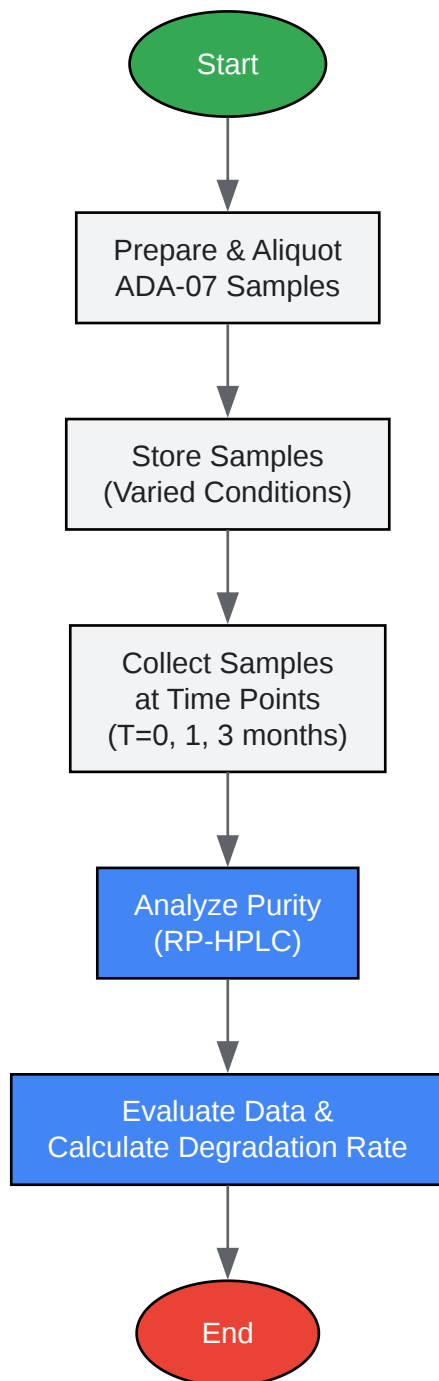 Start
Prepare & Aliquot
ADA-07 Samples
Store Samples
(Varied Conditions)
Collect Samples
at Time Points
(T=0, 1, 3 months)
Analyze Purity
(RP-HPLC)
Evaluate Data &
Calculate Degradation Rate
End